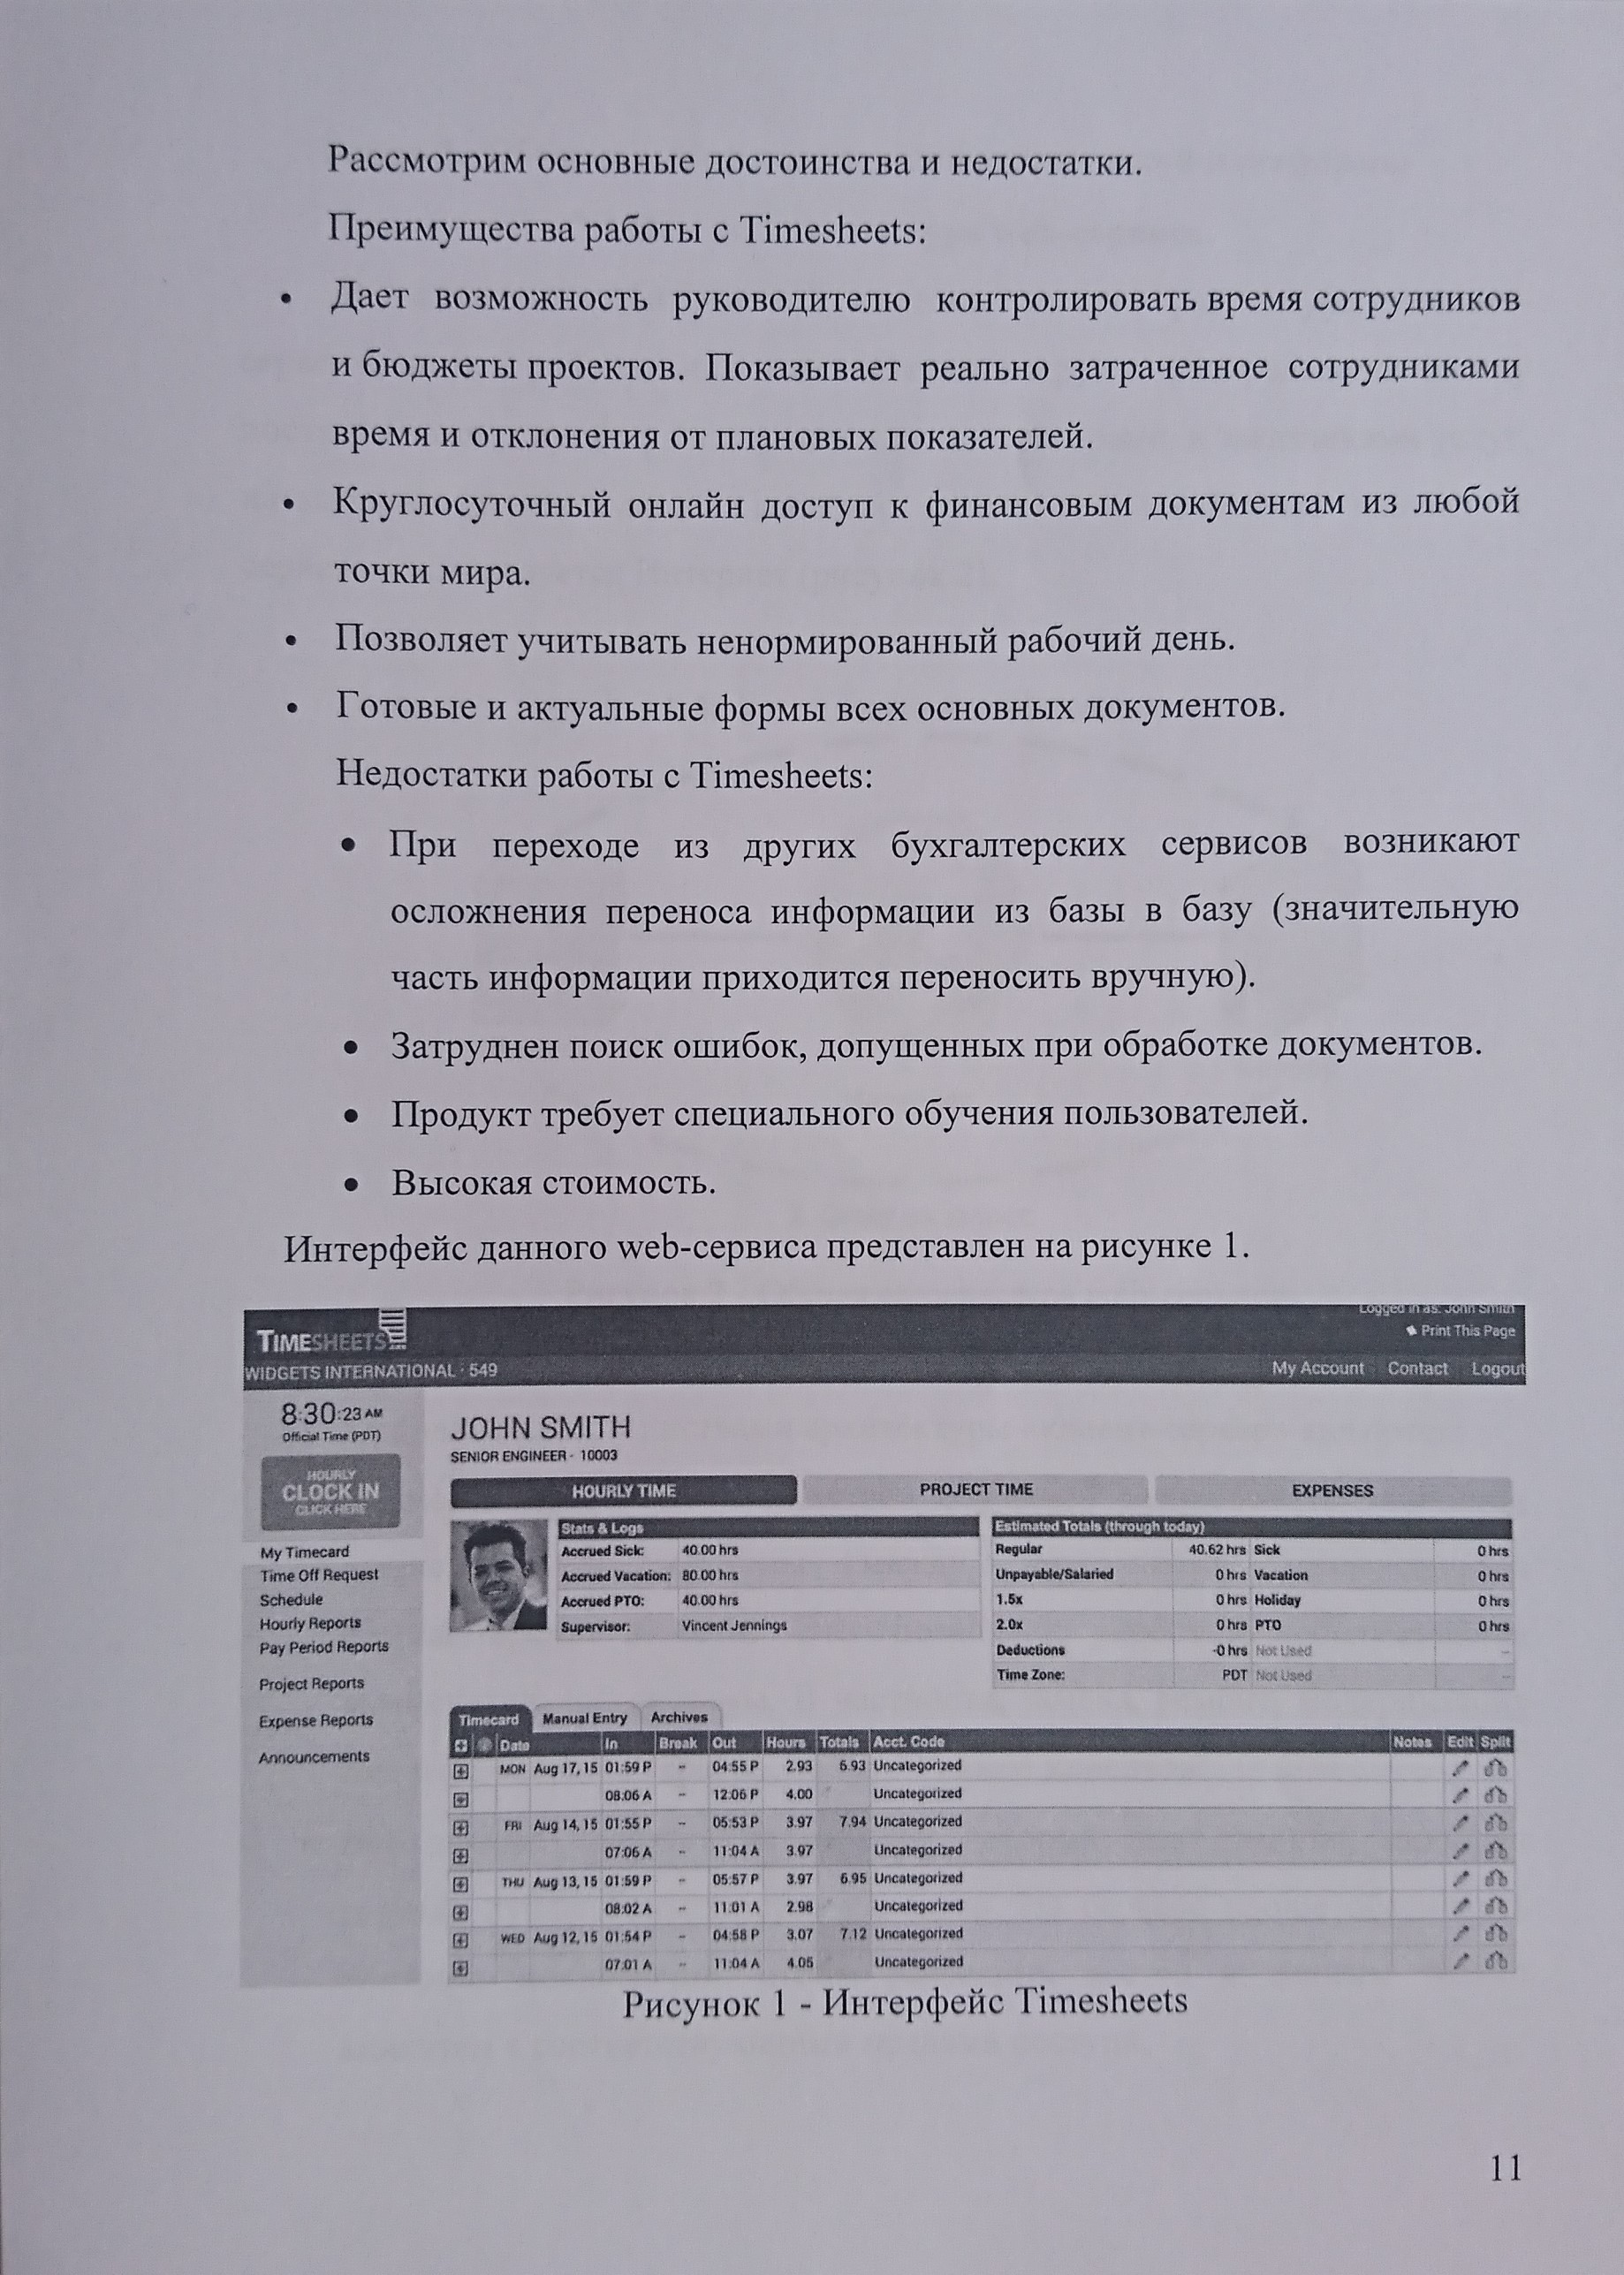 Рассмотрим основные достоинства и недостатки.
Преимущества работы с Timesheets:
• Дает возможность руководителю контролировать время сотрудников
и бюджеты проектов. Показывает реально затраченное сотрудниками
время и отклонения от плановых показателей.
• Круглосуточный онлайн доступ к финансовым документам из любой
точки мира.
• Позволяет учитывать ненормированный рабочий день.
• Готовые и актуальные формы всех основных документов.
Недостатки работы с Timesheets:
• При переходе из других бухгалтерских сервисов возникают
осложнения переноса информации из базы в базу (значительную
часть информации приходится переносить вручную).
• Затруднен поиск ошибок, допущенных при обработке документов.
• Продукт требует специального обучения пользователей.
• Высокая стоимость.
Интерфейс данного web-сервиса представлен на рисунке 1.
Logged in as: John Smith
TIMESHEETS
Print This Page
WIDGETS INTERNATIONAL · 549 My Account Contact Logout
8:30:23 AM
Official Time (PDT)
HOURLY
CLOCK IN
CLICK HERE
My Timecard
Time Off Request
Schedule
Hourly Reports
Pay Period Reports
Project Reports
Expense Reports
Announcements
JOHN SMITH
SENIOR ENGINEER - 10003
HOURLY TIME PROJECT TIME EXPENSES
Stats & Logs
Accrued Sick: 40.00 hrs
Accrued Vacation: 80.00 hrs
Accrued PTO: 40.00 hrs
Supervisor: Vincent Jennings
Estimated Totals (through today)
Regular 40.62 hrs Sick 0 hrs
Unpayable/Salaried 0 hrs Vacation 0 hrs
1.5x 0 hrs Holiday 0 hrs
2.0x 0 hrs PTO 0 hrs
Deductions -0 hrs Not Used --
Time Zone: PDT Not Used --
Timecard Manual Entry Archives
Date In Break Out Hours Totals Acct. Code Notes Edit Split
MON Aug 17, 15 01:59 P -- 04:55 P 2.93 6.93 Uncategorized
08:06 A -- 12:06 P 4.00 Uncategorized
FRI Aug 14, 15 01:55 P -- 05:53 P 3.97 7.94 Uncategorized
07:06 A -- 11:04 A 3.97 Uncategorized
THU Aug 13, 15 01:59 P -- 05:57 P 3.97 6.95 Uncategorized
08:02 A -- 11:01 A 2.98 Uncategorized
WED Aug 12, 15 01:54 P -- 04:58 P 3.07 7.12 Uncategorized
07:01 A -- 11:04 A 4.05 Uncategorized
Рисунок 1 - Интерфейс Timesheets
11